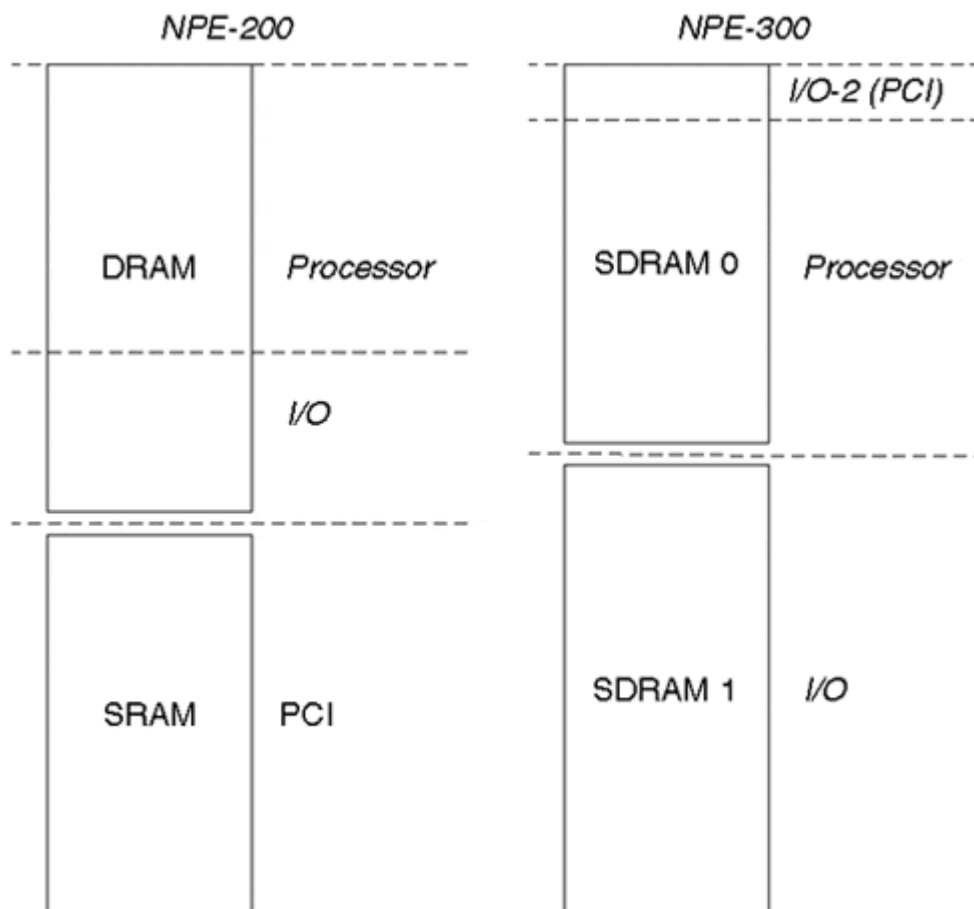 NPE-200
DRAM
Processor
I/O
SRAM
PCI
NPE-300
I/O-2 (PCI)
SDRAM 0
Processor
SDRAM 1
I/O